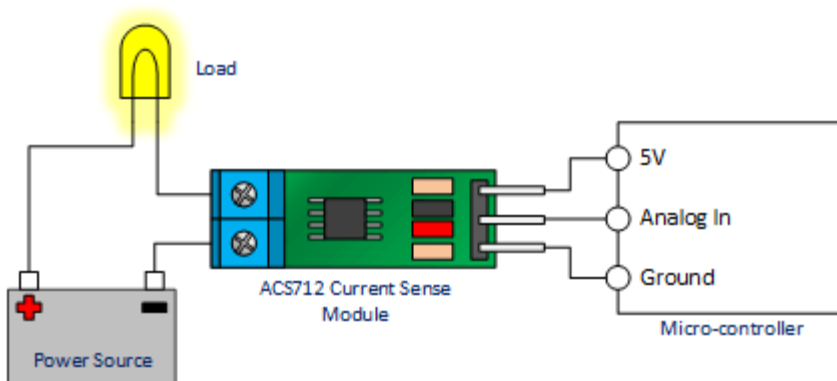 Load
5V
Analog In
Ground
ACS712 Current Sense
Module
Micro-controller
Power Source